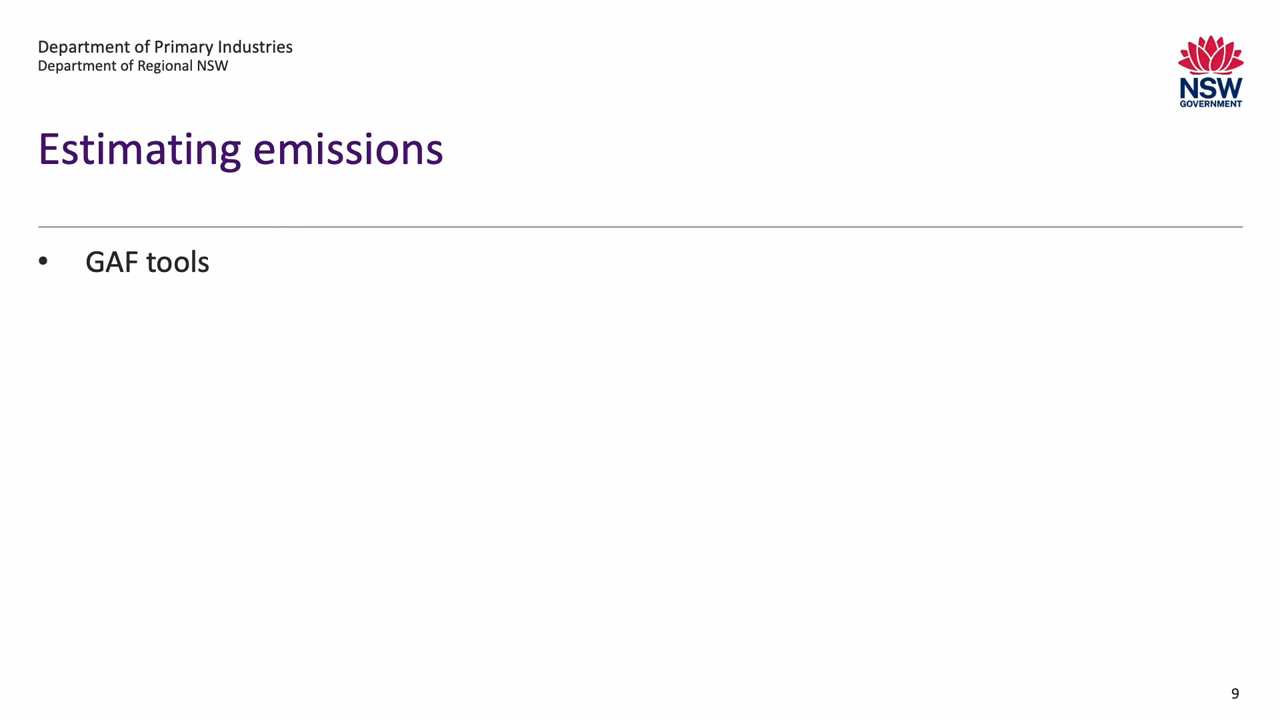 Department of Primary Industries
Department of Regional NSW
NSW
GOVERNMENT
Estimating emissions
• GAF tools
9